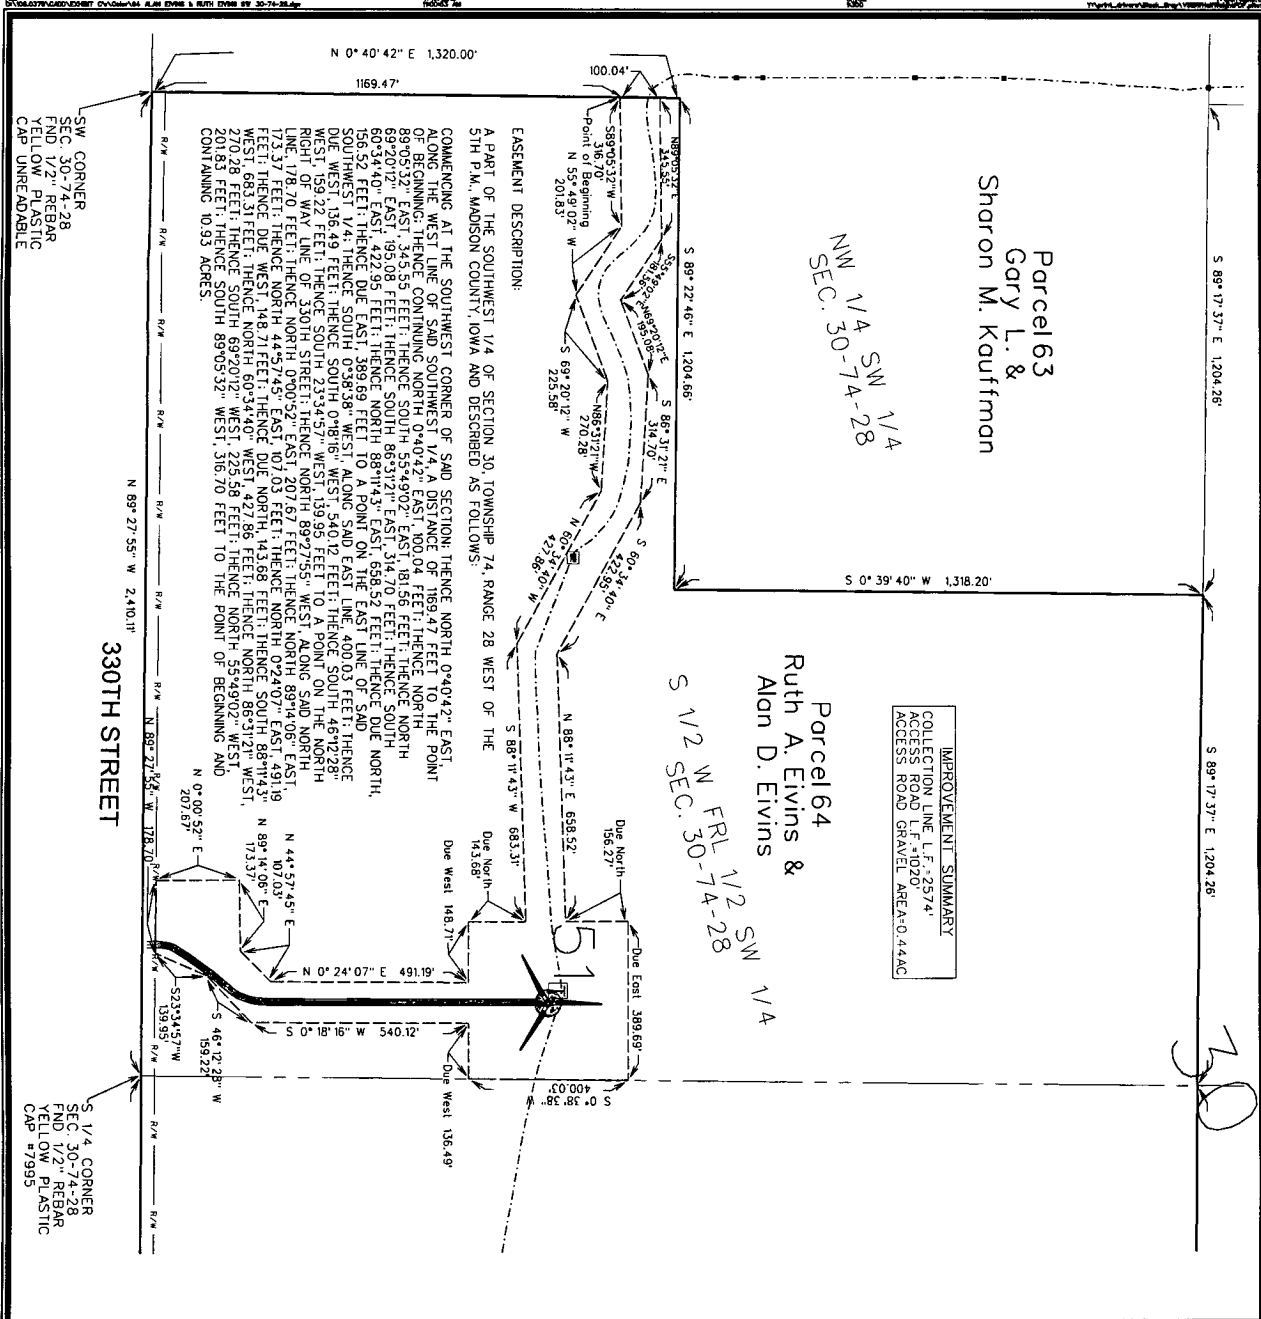 N 0° 40' 42" E 1,320.00'
1169.47'
100.04'
S 89° 17' 37" E 1,204.26'
S 89° 17' 37" E 1,204.26'
Parcel 63
Gary L. &
Sharon M. Kauffman
NW 1/4 SW 1/4
SEC. 30-74-28
S 89° 22' 46" E 1,204.66'
S 0° 39' 40" W 1,318.20'
30
IMPROVEMENT SUMMARY
COLLECTION LINE L.F.=2574'
ACCESS ROAD L.F.=1020'
ACCESS ROAD GRAVEL AREA=0.44AC
Parcel 64
Ruth A. Eivins &
Alan D. Eivins
S 1/2 W FRL 1/2 SW 1/4
SEC. 30-74-28
N89°05'32"E
345.55'
S55°49'02"E
181.56'
N69°20'12"E
195.08'
S 86° 31' 21" E
314.70'
S 60° 34' 40" E
422.95'
N 88° 11' 43" E 658.52'
Due North
156.27'
Due East 389.69'
S 0° 38' 38" W
400.03'
51
Point of Beginning
S89°05'32"W
316.70'
N 55° 49' 02" W
201.83'
S 69° 20' 12" W
225.58'
N86°31'21"W
270.28'
N 60° 34' 40" W
427.86'
S 88° 11' 43" W 683.31'
Due North
143.68'
Due West 148.71'
Due West 136.49'
EASEMENT DESCRIPTION:
A PART OF THE SOUTHWEST 1/4 OF SECTION 30, TOWNSHIP 74, RANGE 28 WEST OF THE
5TH P.M., MADISON COUNTY, IOWA AND DESCRIBED AS FOLLOWS:
COMMENCING AT THE SOUTHWEST CORNER OF SAID SECTION; THENCE NORTH 0°40'42" EAST,
ALONG THE WEST LINE OF SAID SOUTHWEST 1/4, A DISTANCE OF 1169.47 FEET TO THE POINT
OF BEGINNING; THENCE CONTINUING NORTH 0°40'42" EAST, 100.04 FEET; THENCE NORTH
89°05'32" EAST, 345.55 FEET; THENCE SOUTH 55°49'02" EAST, 181.56 FEET; THENCE NORTH
69°20'12" EAST, 195.08 FEET; THENCE SOUTH 86°31'21" EAST, 314.70 FEET; THENCE SOUTH
60°34'40" EAST, 422.95 FEET; THENCE NORTH 88°11'43" EAST, 658.52 FEET; THENCE DUE NORTH,
156.52 FEET; THENCE DUE EAST, 389.69 FEET TO A POINT ON THE EAST LINE OF SAID
SOUTHWEST 1/4; THENCE SOUTH 0°38'38" WEST, ALONG SAID EAST LINE, 400.03 FEET; THENCE
DUE WEST, 136.49 FEET; THENCE SOUTH 0°18'16" WEST, 540.12 FEET; THENCE SOUTH 46°12'28"
WEST, 159.22 FEET; THENCE SOUTH 23°34'57" WEST, 139.95 FEET TO A POINT ON THE NORTH
RIGHT OF WAY LINE OF 330TH STREET; THENCE NORTH 89°27'55" WEST, ALONG SAID NORTH
LINE, 178.70 FEET; THENCE NORTH 0°00'52" EAST, 207.67 FEET; THENCE NORTH 89°14'06" EAST,
173.37 FEET; THENCE NORTH 44°57'45" EAST, 107.03 FEET; THENCE NORTH 0°24'07" EAST, 491.19
FEET; THENCE DUE WEST, 148.71 FEET; THENCE DUE NORTH, 143.68 FEET; THENCE SOUTH 88°11'43"
WEST, 683.31 FEET; THENCE NORTH 60°34'40" WEST, 427.86 FEET; THENCE NORTH 86°31'21" WEST,
270.28 FEET; THENCE SOUTH 69°20'12" WEST, 225.58 FEET; THENCE NORTH 55°49'02" WEST,
201.83 FEET; THENCE SOUTH 89°05'32" WEST, 316.70 FEET TO THE POINT OF BEGINNING AND
CONTAINING 10.93 ACRES.
N 0° 24' 07" E 491.19'
S 0° 18' 16" W 540.12'
N 44° 57' 45" E
107.03'
N 89° 14' 06" E
173.37'
N 0° 00' 52" E
207.67'
S 46° 12' 28" W
159.22'
S23°34'57"W
139.95'
R/W R/W R/W R/W R/W R/W R/W R/W R/W R/W R/W
N 89° 27' 55" W 178.70'
N 89° 27' 55" W 2,410.11'
330TH STREET
SW CORNER
SEC. 30-74-28
FND 1/2" REBAR
YELLOW PLASTIC
CAP UNREADABLE
S 1/4 CORNER
SEC. 30-74-28
FND 1/2" REBAR
YELLOW PLASTIC
CAP #7995